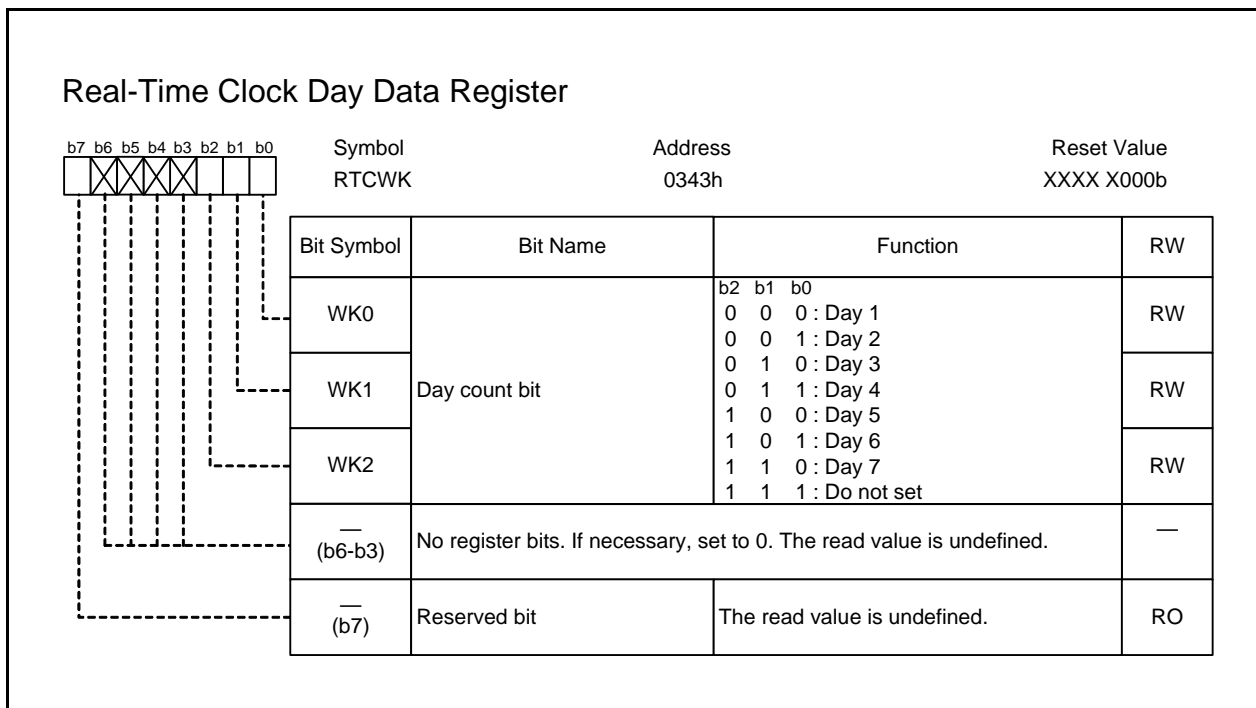 Real-Time Clock Day Data Register
b7 b6 b5 b4 b3 b2 b1 b0
Symbol Address Reset Value
RTCWK 0343h XXXX X000b
Bit Symbol Bit Name Function RW
WK0 RW
WK1 Day count bit RW
WK2 RW
b2 b1 b0
0 0 0 : Day 1
0 0 1 : Day 2
0 1 0 : Day 3
0 1 1 : Day 4
1 0 0 : Day 5
1 0 1 : Day 6
1 1 0 : Day 7
1 1 1 : Do not set
—
(b6-b3) No register bits. If necessary, set to 0. The read value is undefined. —
—
(b7) Reserved bit The read value is undefined. RO